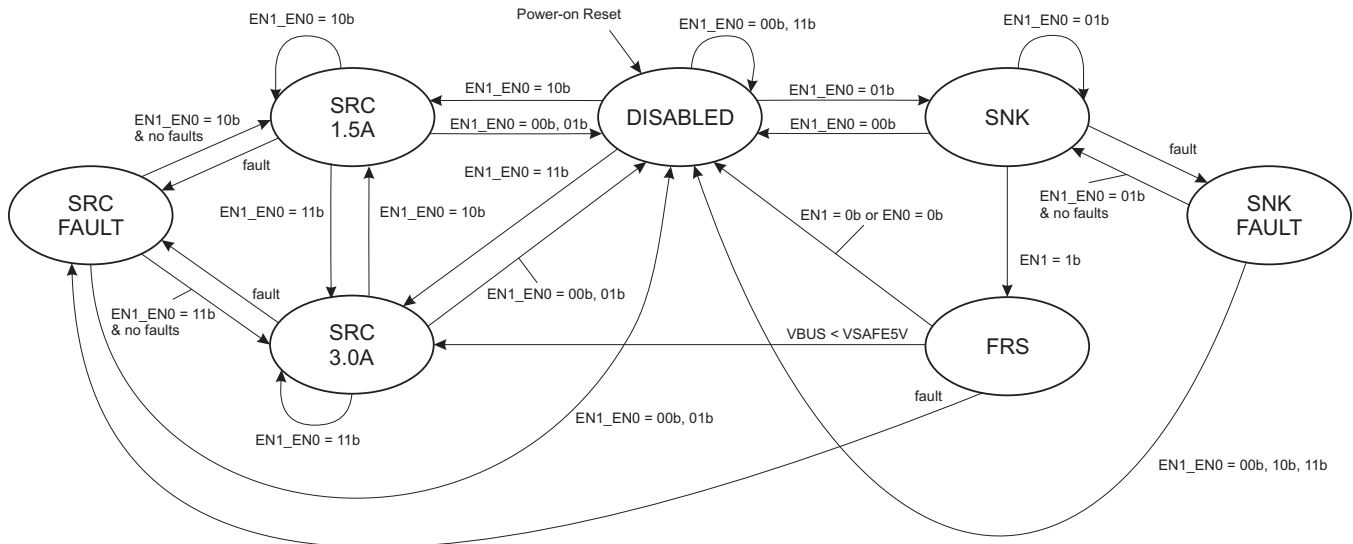 Power-on Reset
EN1_EN0 = 10b
EN1_EN0 = 00b, 11b
EN1_EN0 = 01b
SRC
1.5A
EN1_EN0 = 10b
DISABLED
EN1_EN0 = 01b
SNK
EN1_EN0 = 00b, 01b
EN1_EN0 = 00b
EN1_EN0 = 10b
& no faults
fault
fault
EN1_EN0 = 11b
EN1_EN0 = 01b
& no faults
SRC
FAULT
EN1_EN0 = 11b
EN1_EN0 = 10b
EN1 = 0b or EN0 = 0b
SNK
FAULT
EN1 = 1b
fault
EN1_EN0 = 00b, 01b
EN1_EN0 = 11b
& no faults
SRC
3.0A
VBUS < VSAFE5V
FRS
fault
EN1_EN0 = 00b, 01b
EN1_EN0 = 11b
EN1_EN0 = 00b, 10b, 11b